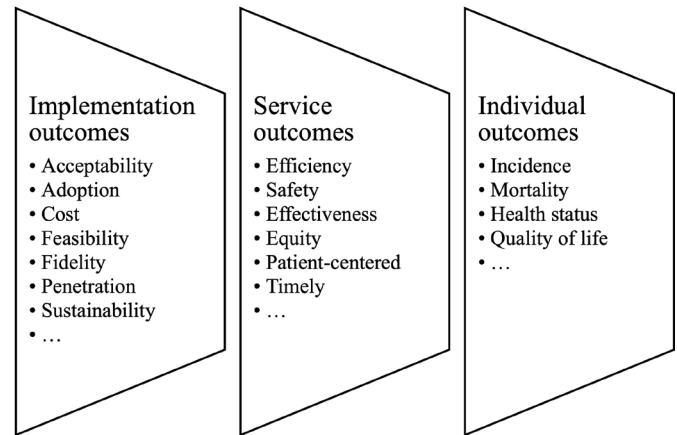 Implementation
outcomes
• Acceptability
• Adoption
• Cost
• Feasibility
• Fidelity
• Penetration
• Sustainability
• …
Service
outcomes
• Efficiency
• Safety
• Effectiveness
• Equity
• Patient-centered
• Timely
• …
Individual
outcomes
• Incidence
• Mortality
• Health status
• Quality of life
• …